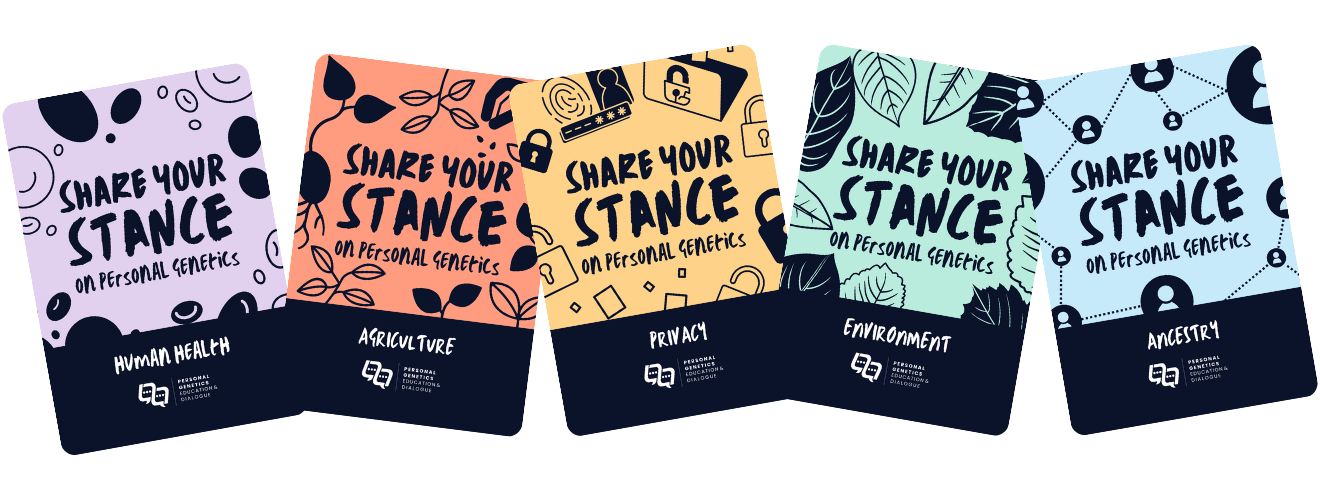 SHARE YOUR
STANCE
ON PERSONAL GENETICS
HUMAN HEALTH
PERSONAL
GENETICS
EDUCATION &
DIALOGUE
SHARE YOUR
STANCE
ON PERSONAL GENETICS
AGRICULTURE
PERSONAL
GENETICS
EDUCATION &
DIALOGUE
SHARE YOUR
STANCE
ON PERSONAL GENETICS
PRIVACY
PERSONAL
GENETICS
EDUCATION &
DIALOGUE
SHARE YOUR
STANCE
ON PERSONAL GENETICS
ENVIRONMENT
PERSONAL
GENETICS
EDUCATION &
DIALOGUE
SHARE YOUR
STANCE
ON PERSONAL GENETICS
ANCESTRY
PERSONAL
GENETICS
EDUCATION &
DIALOGUE